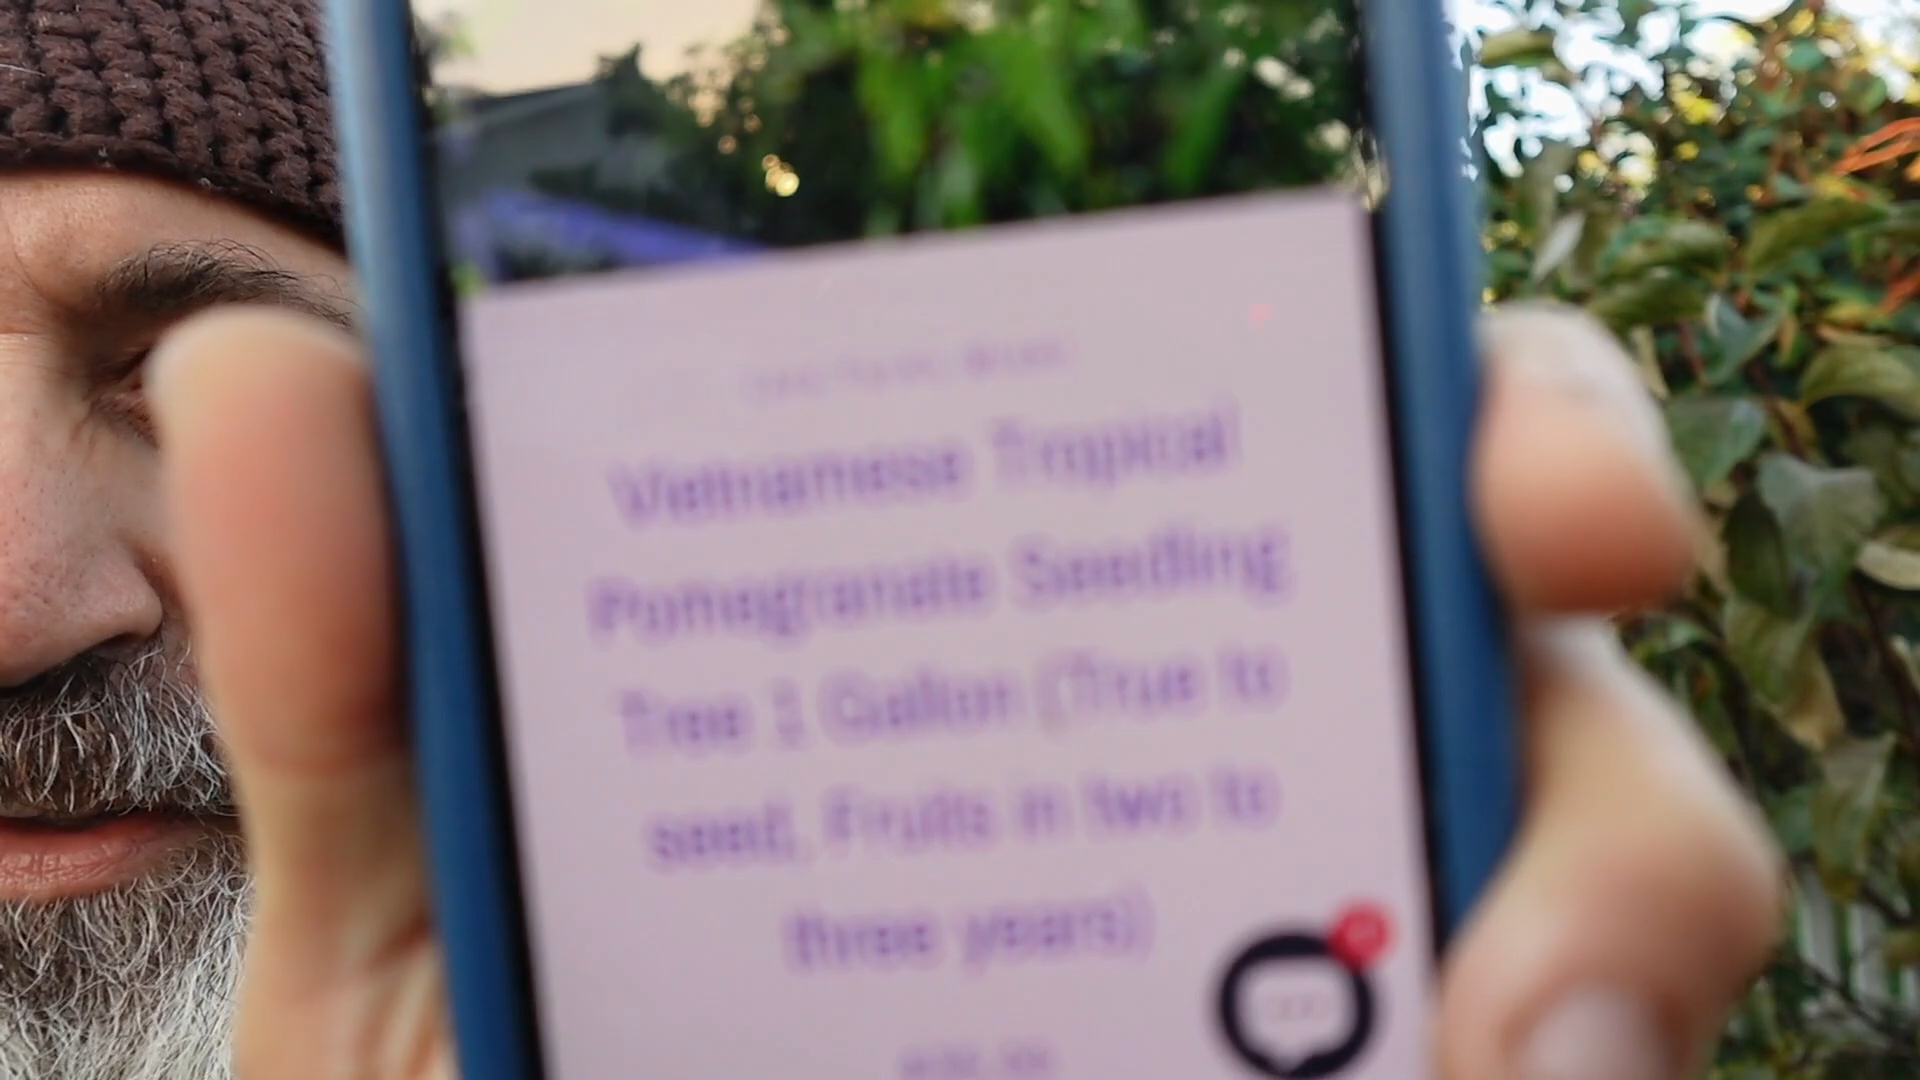 Vietnamese Tropical
Pomegranate Seedling
Tree 1 Gallon (True to
seed, Fruits in two to
three years)